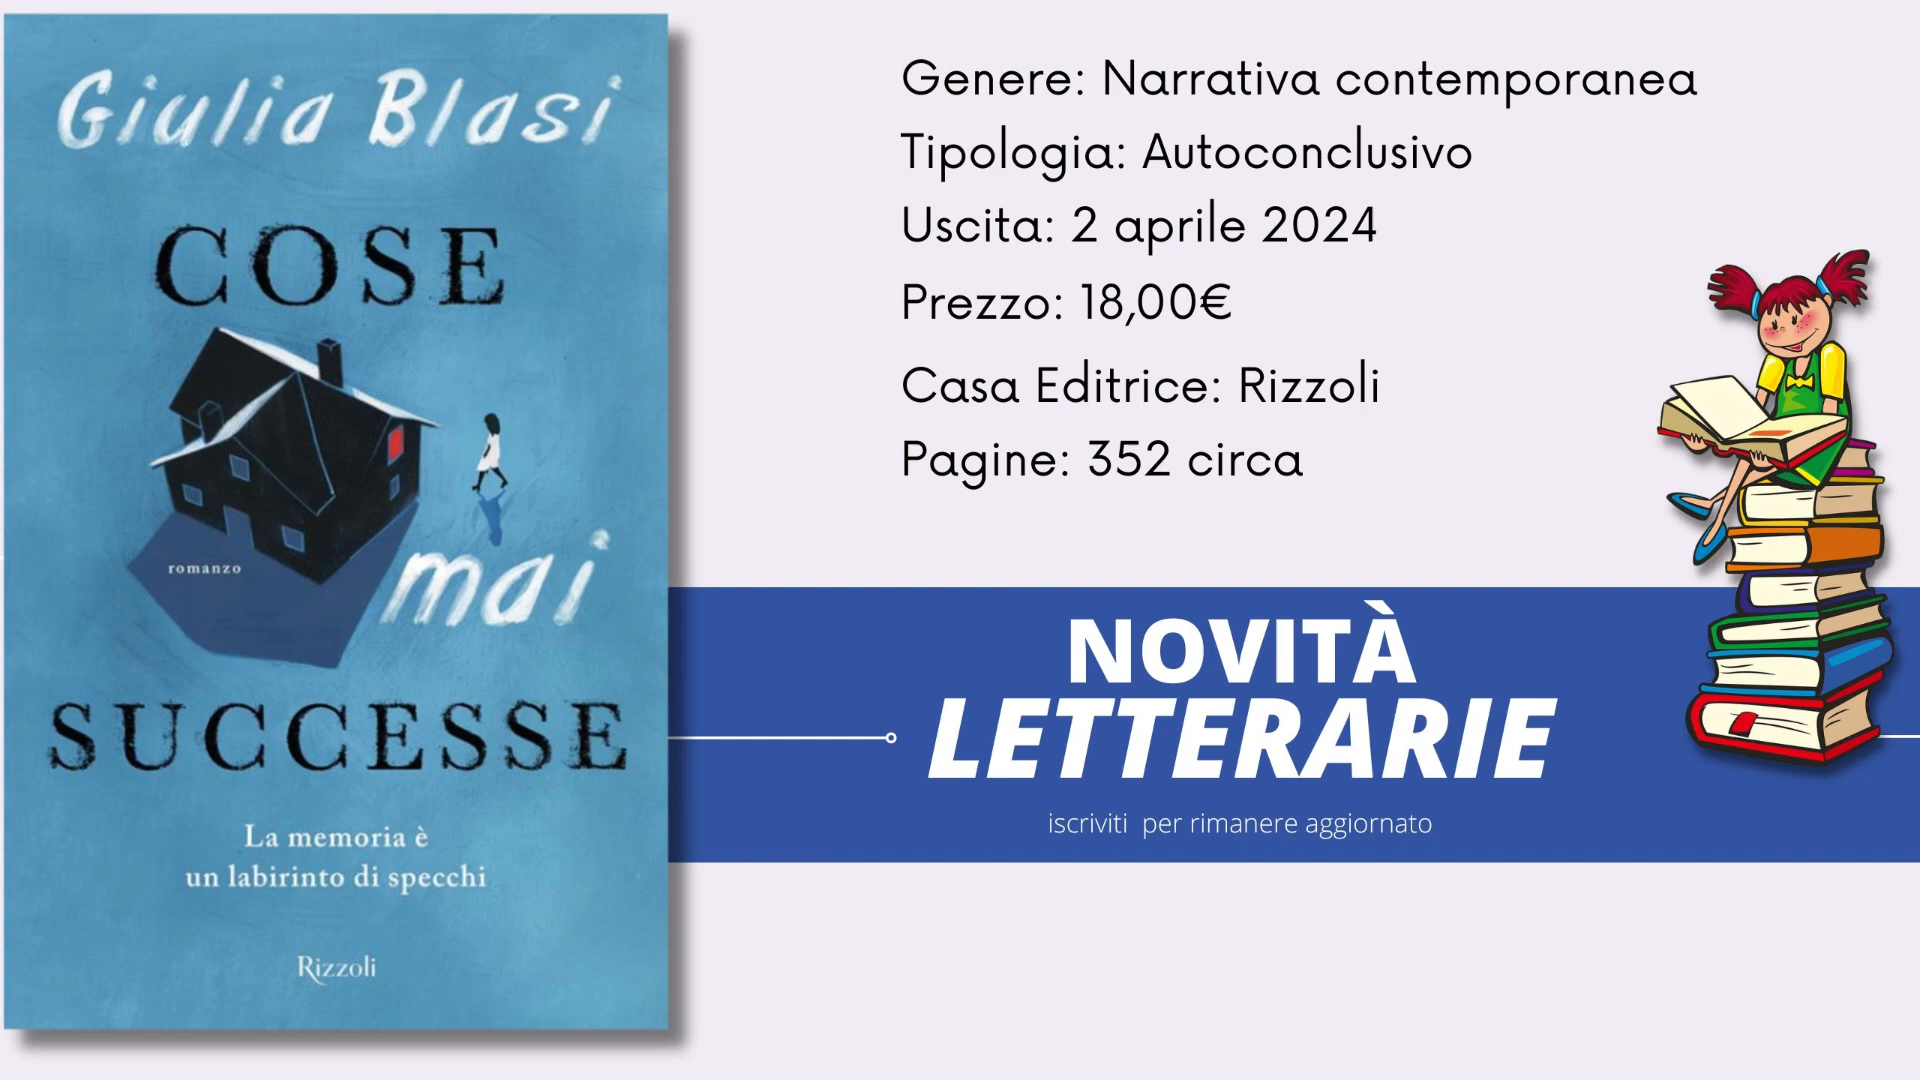 Giulia Blasi
COSE
romanzo
mai
SUCCESSE
La memoria è
un labirinto di specchi
Rizzoli
Genere: Narrativa contemporanea
Tipologia: Autoconclusivo
Uscita: 2 aprile 2024
Prezzo: 18,00€
Casa Editrice: Rizzoli
Pagine: 352 circa
NOVITÀ
LETTERARIE
iscriviti per rimanere aggiornato